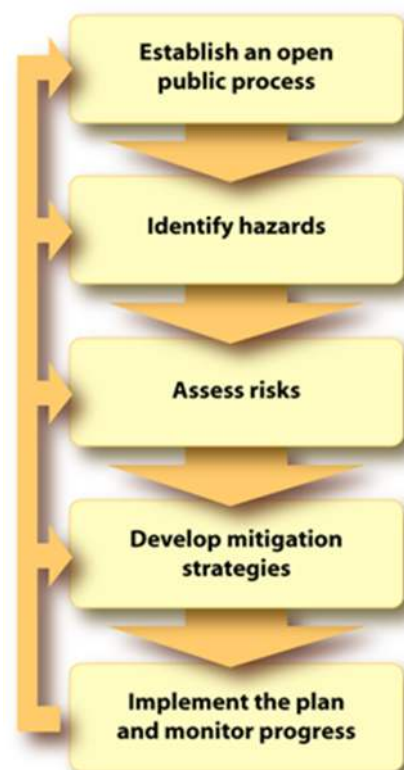 Establish an open
public process
Identify hazards
Assess risks
Develop mitigation
strategies
Implement the plan
and monitor progress